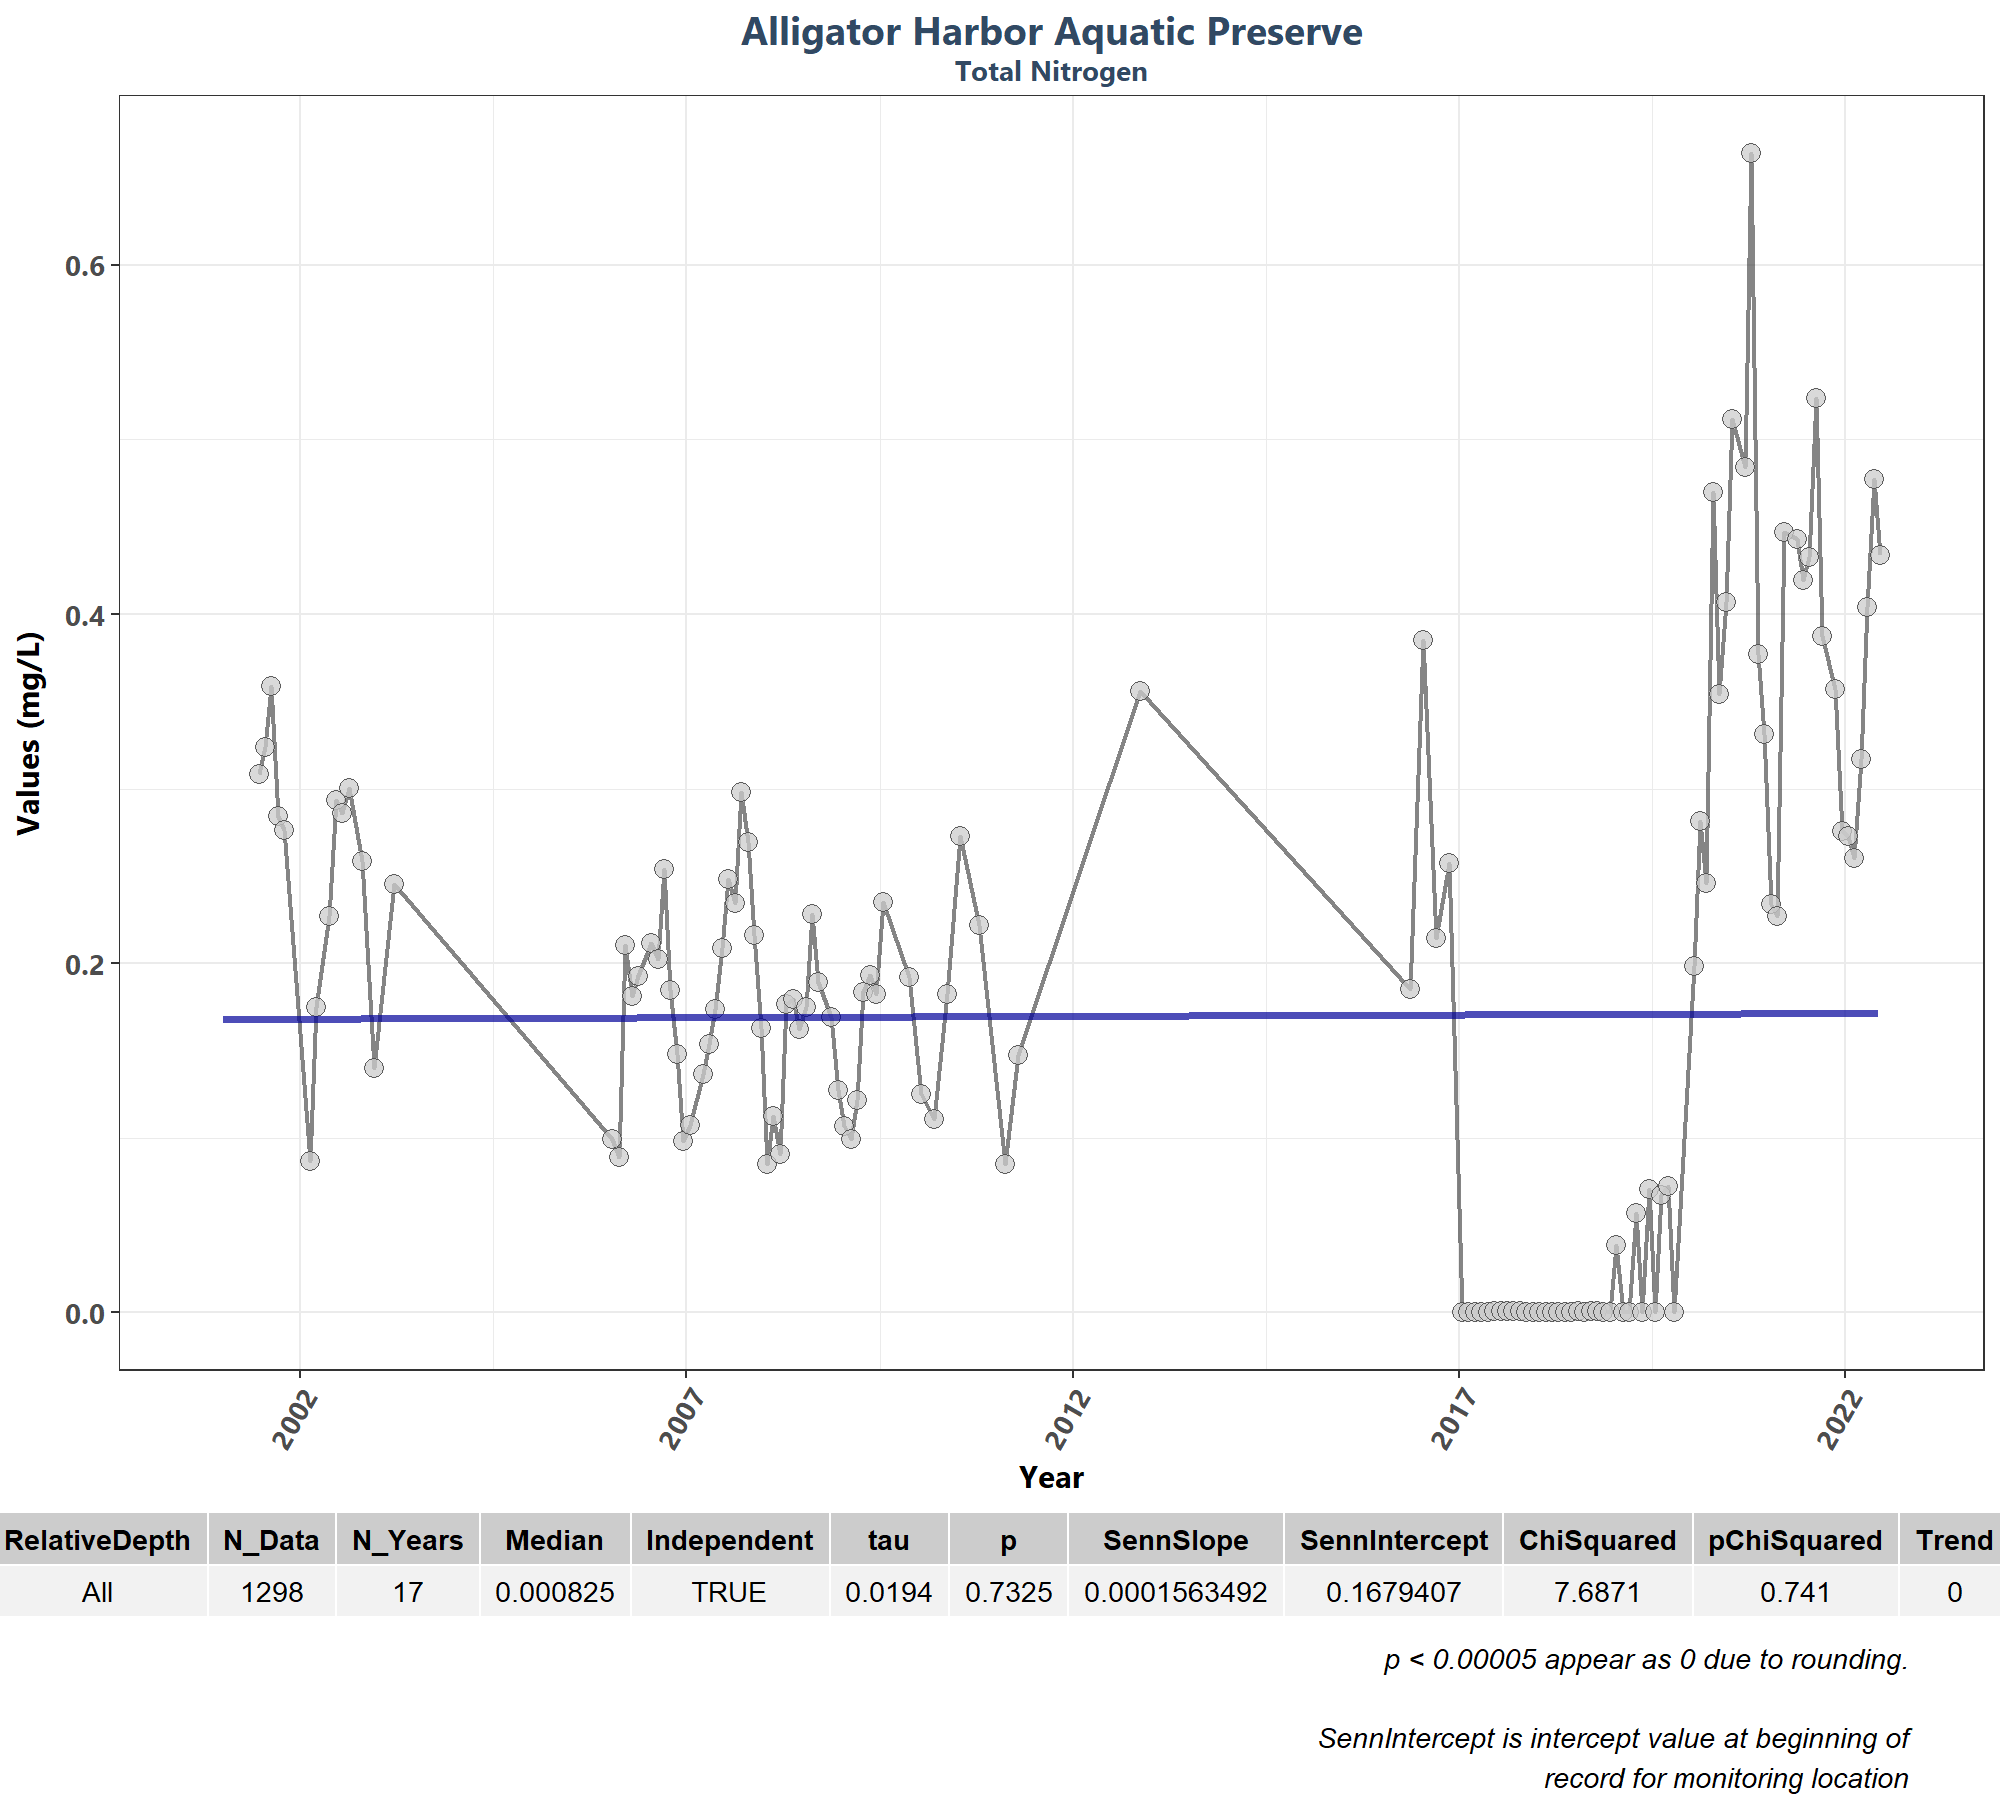 Alligator Harbor Aquatic Preserve
Total Nitrogen
Values (mg/L)
0.6
0.4
0.2
0.0
2002 2007 2012 2017 2022
Year
RelativeDepth N_Data N_Years Median Independent tau p SennSlope SennIntercept ChiSquared pChiSquared Trend
All 1298 17 0.000825 TRUE 0.0194 0.7325 0.0001563492 0.1679407 7.6871 0.741 0
p < 0.00005 appear as 0 due to rounding.
SennIntercept is intercept value at beginning of
record for monitoring location